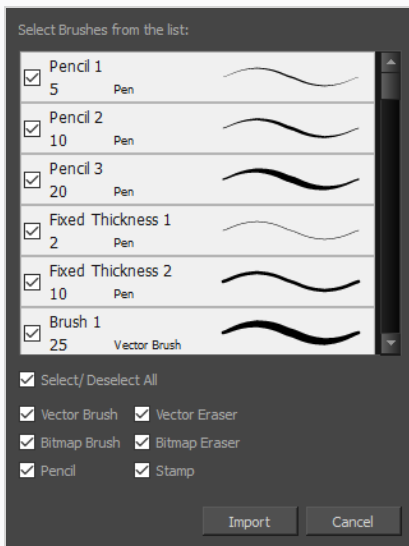 Select Brushes from the list:
Pencil 1
5 Pen
Pencil 2
10 Pen
Pencil 3
20 Pen
Fixed Thickness 1
2 Pen
Fixed Thickness 2
10 Pen
Brush 1
25 Vector Brush
Select/ Deselect All
Vector Brush Vector Eraser
Bitmap Brush Bitmap Eraser
Pencil Stamp
Import Cancel